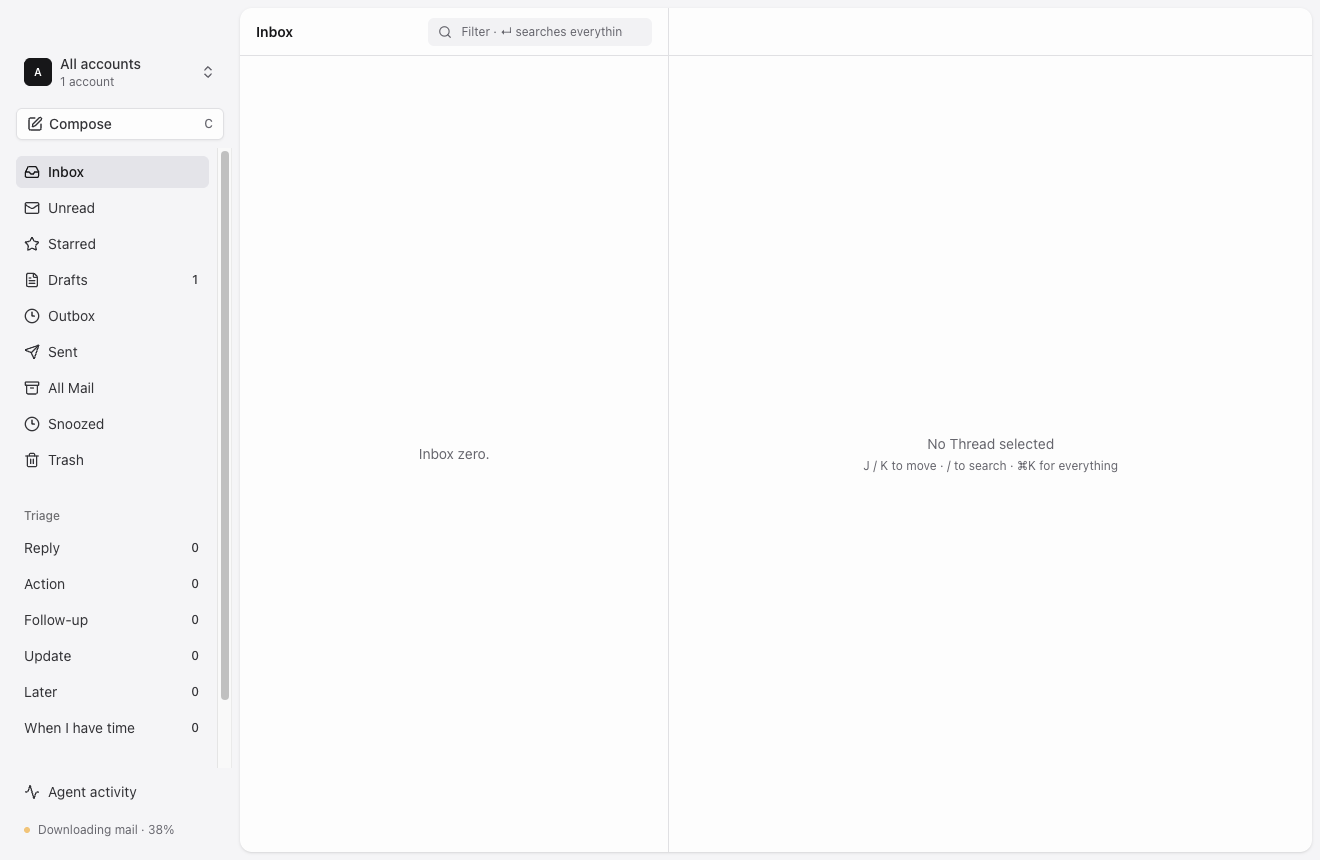 A
All accounts
1 account
Compose
C
Inbox
Unread
Starred
Drafts
1
Outbox
Sent
All Mail
Snoozed
Trash
Triage
Reply
0
Action
0
Follow-up
0
Update
0
Later
0
When I have time
0
Agent activity
Downloading mail · 38%
Inbox
Filter · ↵ searches everythin
Inbox zero.
No Thread selected
J / K to move · / to search · ⌘K for everything